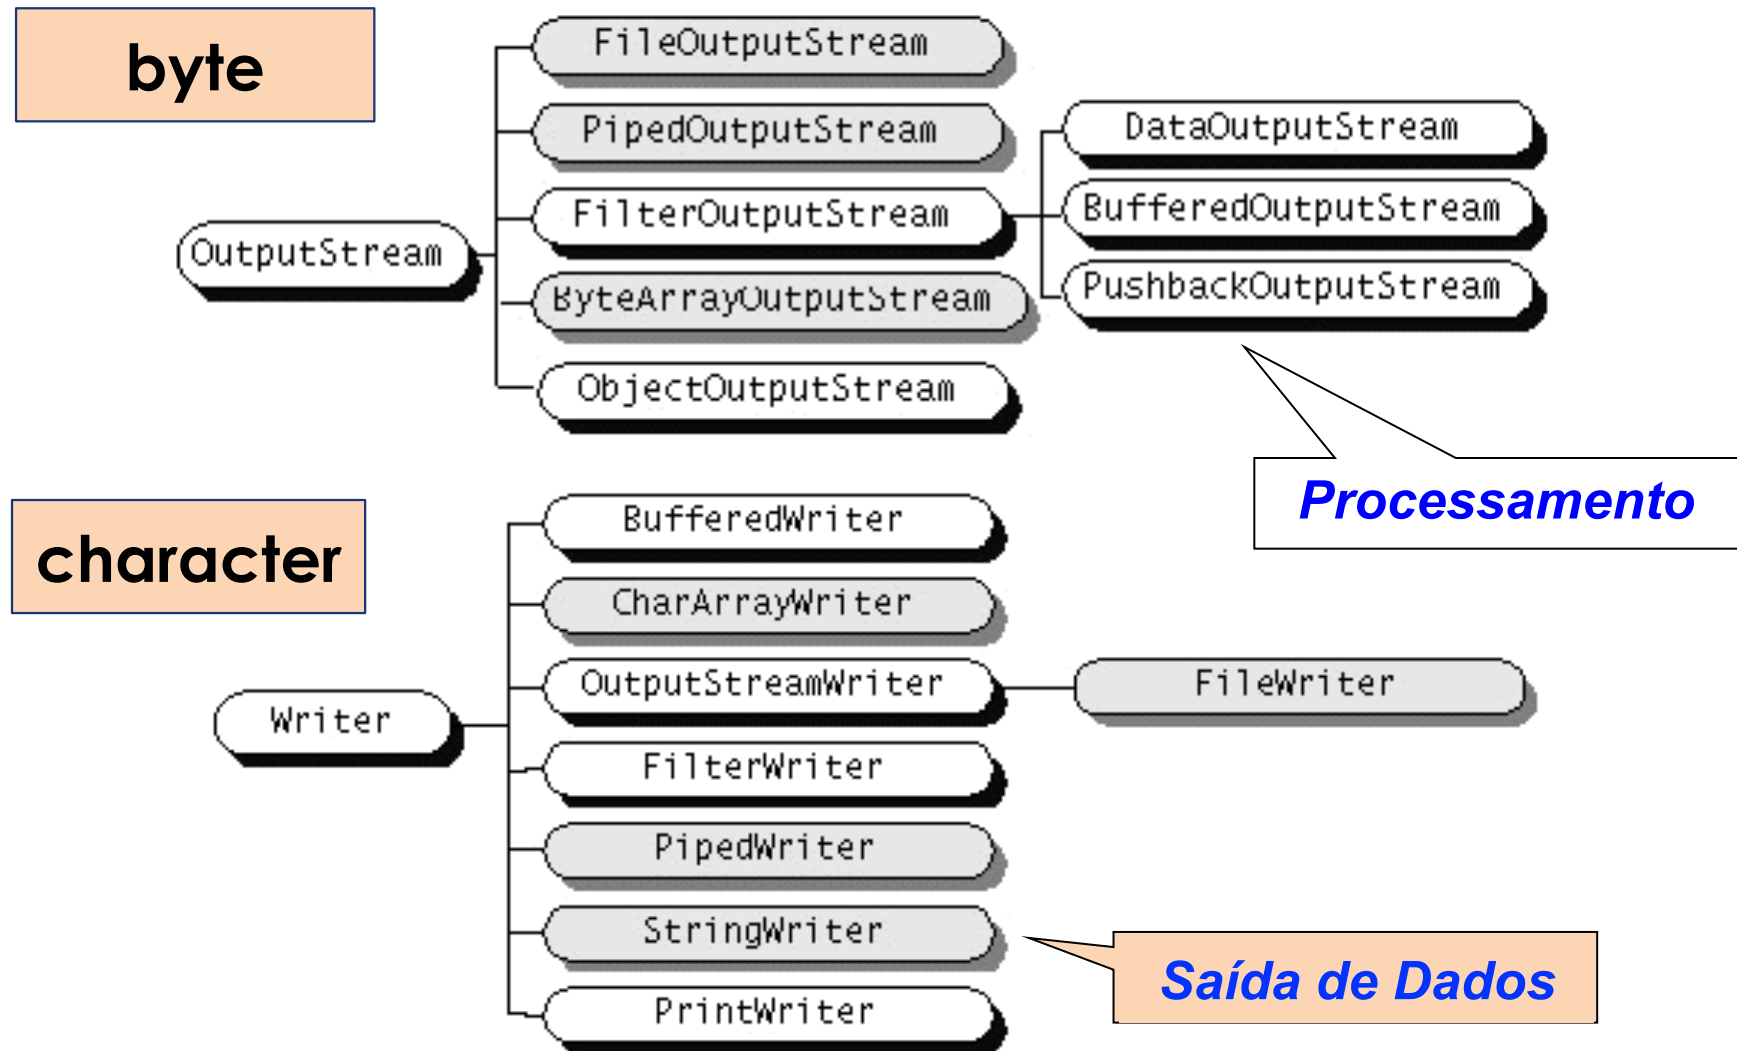 byte
FileOutputStream
PipedOutputStream
DataOutputStream
FilterOutputStream
BufferedOutputStream
OutputStream
ByteArrayOutputStream
PushbackOutputStream
ObjectOutputStream
Processamento
character
BufferedWriter
CharArrayWriter
OutputStreamWriter
FileWriter
Writer
FilterWriter
PipedWriter
StringWriter
Saída de Dados
PrintWriter